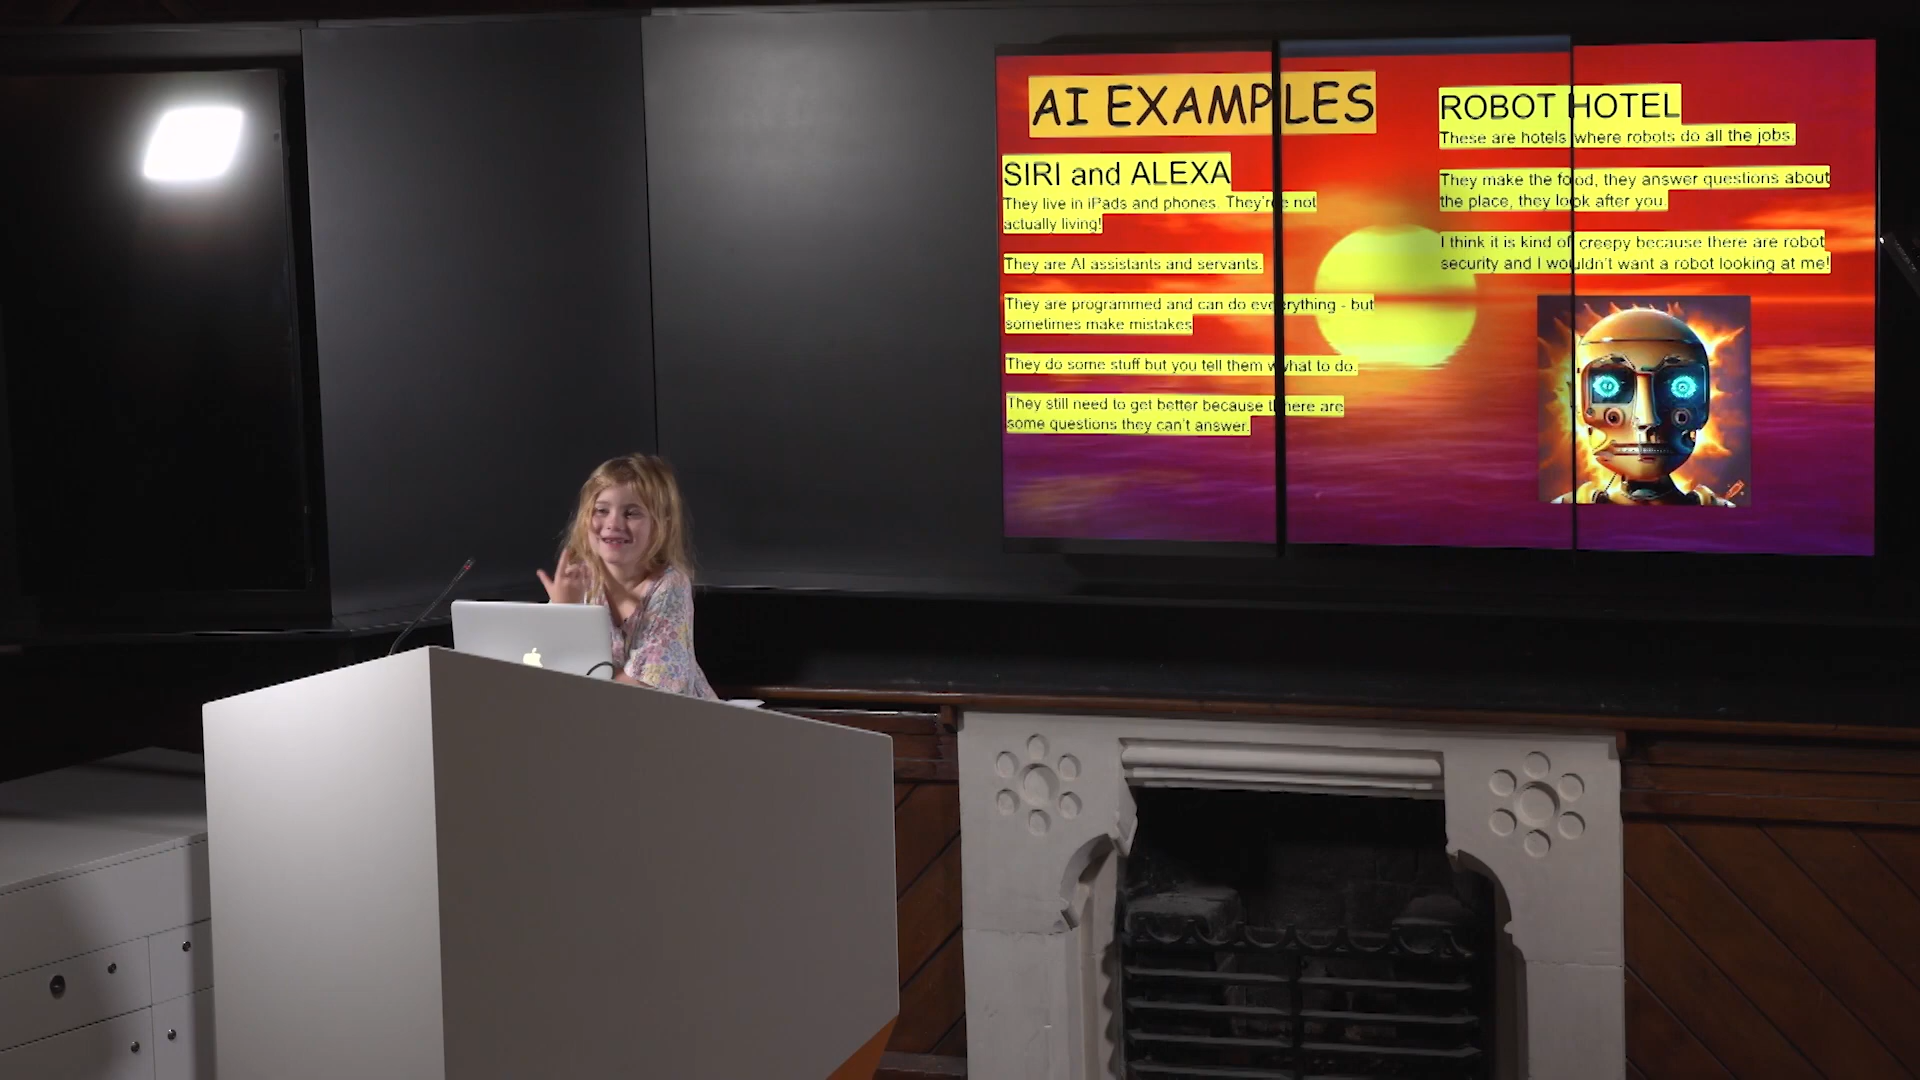 AI EXAMPLES
SIRI and ALEXA
They live in iPads and phones. They're not
actually living!
They are AI assistants and servants.
They are programmed and can do everything - but
sometimes make mistakes
They do some stuff but you tell them what to do.
They still need to get better because there are
some questions they can't answer.
ROBOT HOTEL
These are hotels where robots do all the jobs.
They make the food, they answer questions about
the place, they look after you.
I think it is kind of creepy because there are robot
security and I wouldn't want a robot looking at me!